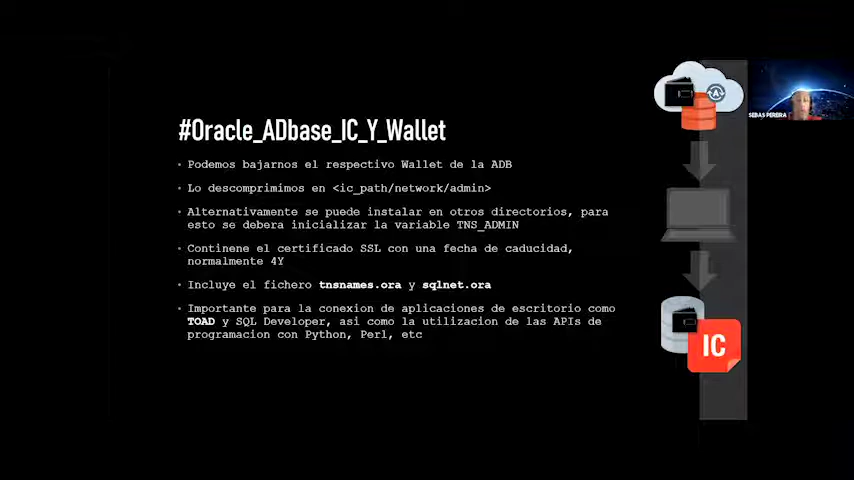 #Oracle_ADbase_IC_Y_Wallet
Podemos bajarnos el respectivo Wallet de la ADB
Lo descomprimimos en <ic_path/network/admin>
Alternativamente se puede instalar en otros directorios, para
esto se debera inicializar la variable TNS_ADMIN
Continene el certificado SSL con una fecha de caducidad,
normalmente 4Y
Incluye el fichero tnsnames.ora y sqlnet.ora
Importante para la conexion de aplicaciones de escritorio como
TOAD y SQL Developer, asi como la utilizacion de las APIs de
programacion con Python, Perl, etc
A
SEBAS PEREIRA
IC